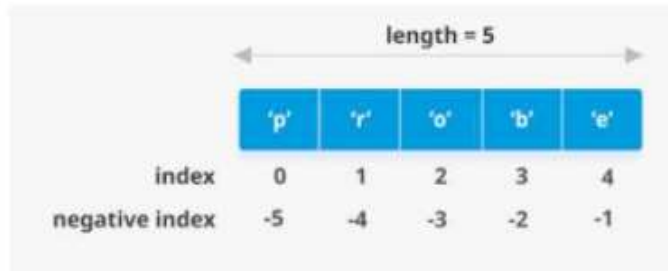 length = 5
'p' 'r' 'o' 'b' 'e'
index 0 1 2 3 4
negative index -5 -4 -3 -2 -1